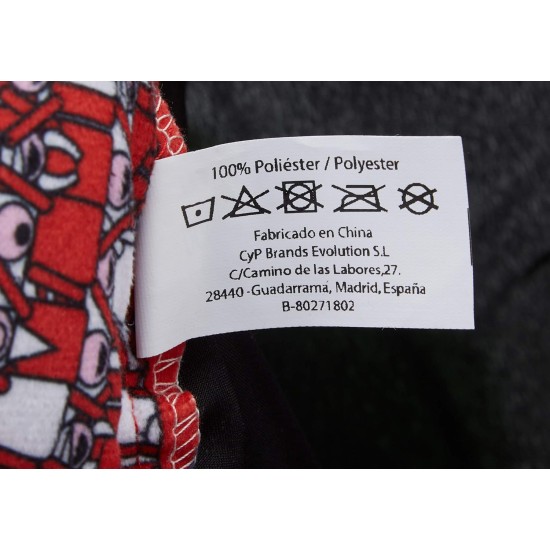 100% Poliéster / Polyester
Fabricado en China
CyP Brands Evolution S.L
C/Camino de las Labores,27.
28440 -Guadarrama, Madrid, España
B-80271802